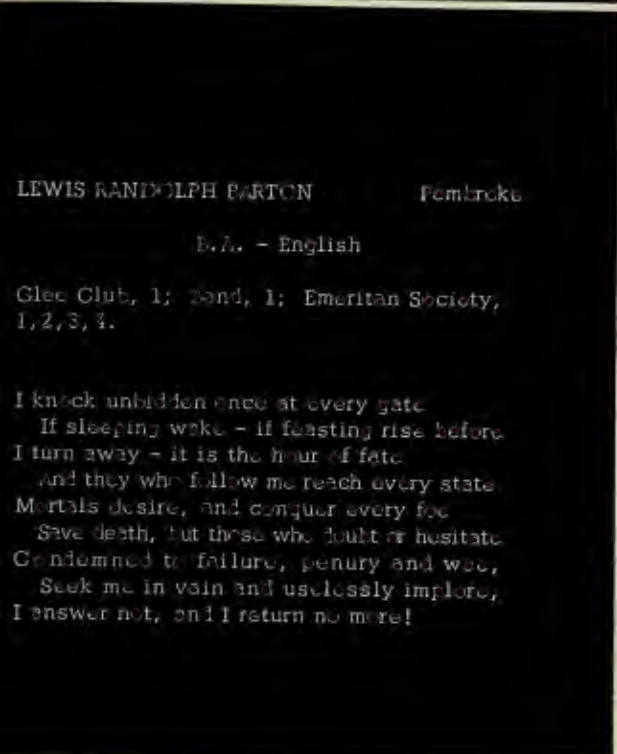 LEWIS RANDOLPH BARTON Pembroke
B.A. - English
Glee Club, 1; Band, 1; Emeritan Society,
1,2,3,4.
I knock unbidden once at every gate
If sleeping wake - if feasting rise before
I turn away - it is the hour of fate
And they who follow me reach every state
Mortals desire, and conquer every foe
Save death, but those who doubt or hesitate
Condemned to failure, penury and woe,
Seek me in vain and uselessly implore,
I answer not, and I return no more!